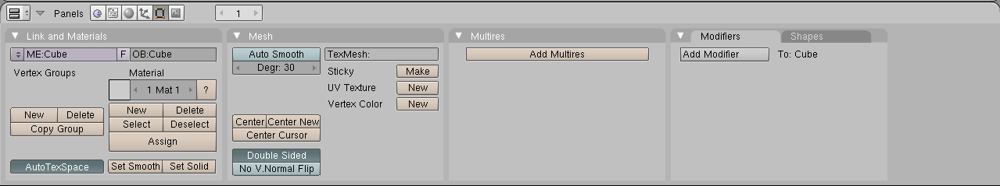 Panels 1
Link and Materials
ME:Cube F OB:Cube
Vertex Groups Material
1 Mat 1 ?
New Delete
New Delete
Copy Group
Select Deselect
Assign
AutoTexSpace
Set Smooth Set Solid
Mesh
Auto Smooth
Degr: 30
TexMesh:
Sticky Make
UV Texture New
Vertex Color New
Center Center New
Center Cursor
Double Sided
No V.Normal Flip
Multires
Add Multires
Modifiers Shapes
Add Modifier To: Cube